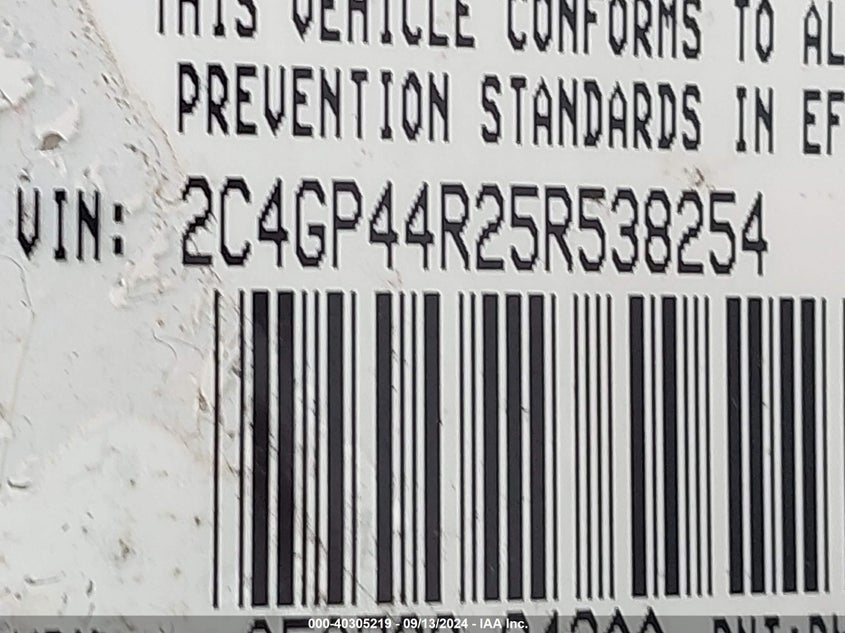 THIS VEHICLE CONFORMS TO AL
PREVENTION STANDARDS IN EF
VIN: 2C4GP44R25R538254
000-40305219 - 09/13/2024 - IAA, Inc.